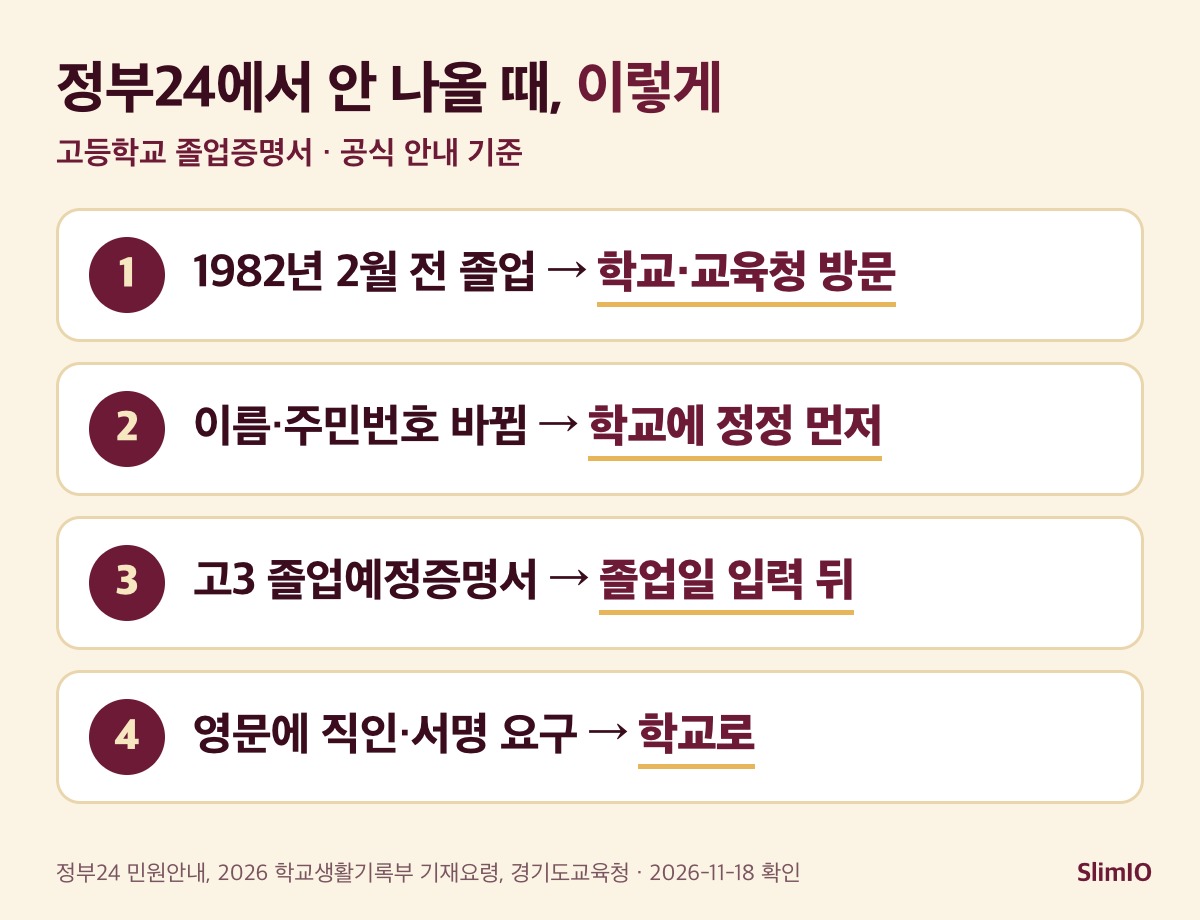 정부24에서 안 나올 때, 이렇게
고등학교 졸업증명서 · 공식 안내 기준
1 1982년 2월 전 졸업 → 학교·교육청 방문
2 이름·주민번호 바뀜 → 학교에 정정 먼저
3 고3 졸업예정증명서 → 졸업일 입력 뒤
4 영문에 직인·서명 요구 → 학교로
정부24 민원안내, 2026 학교생활기록부 기재요령, 경기도교육청 · 2026-11-18 확인
SlimIO